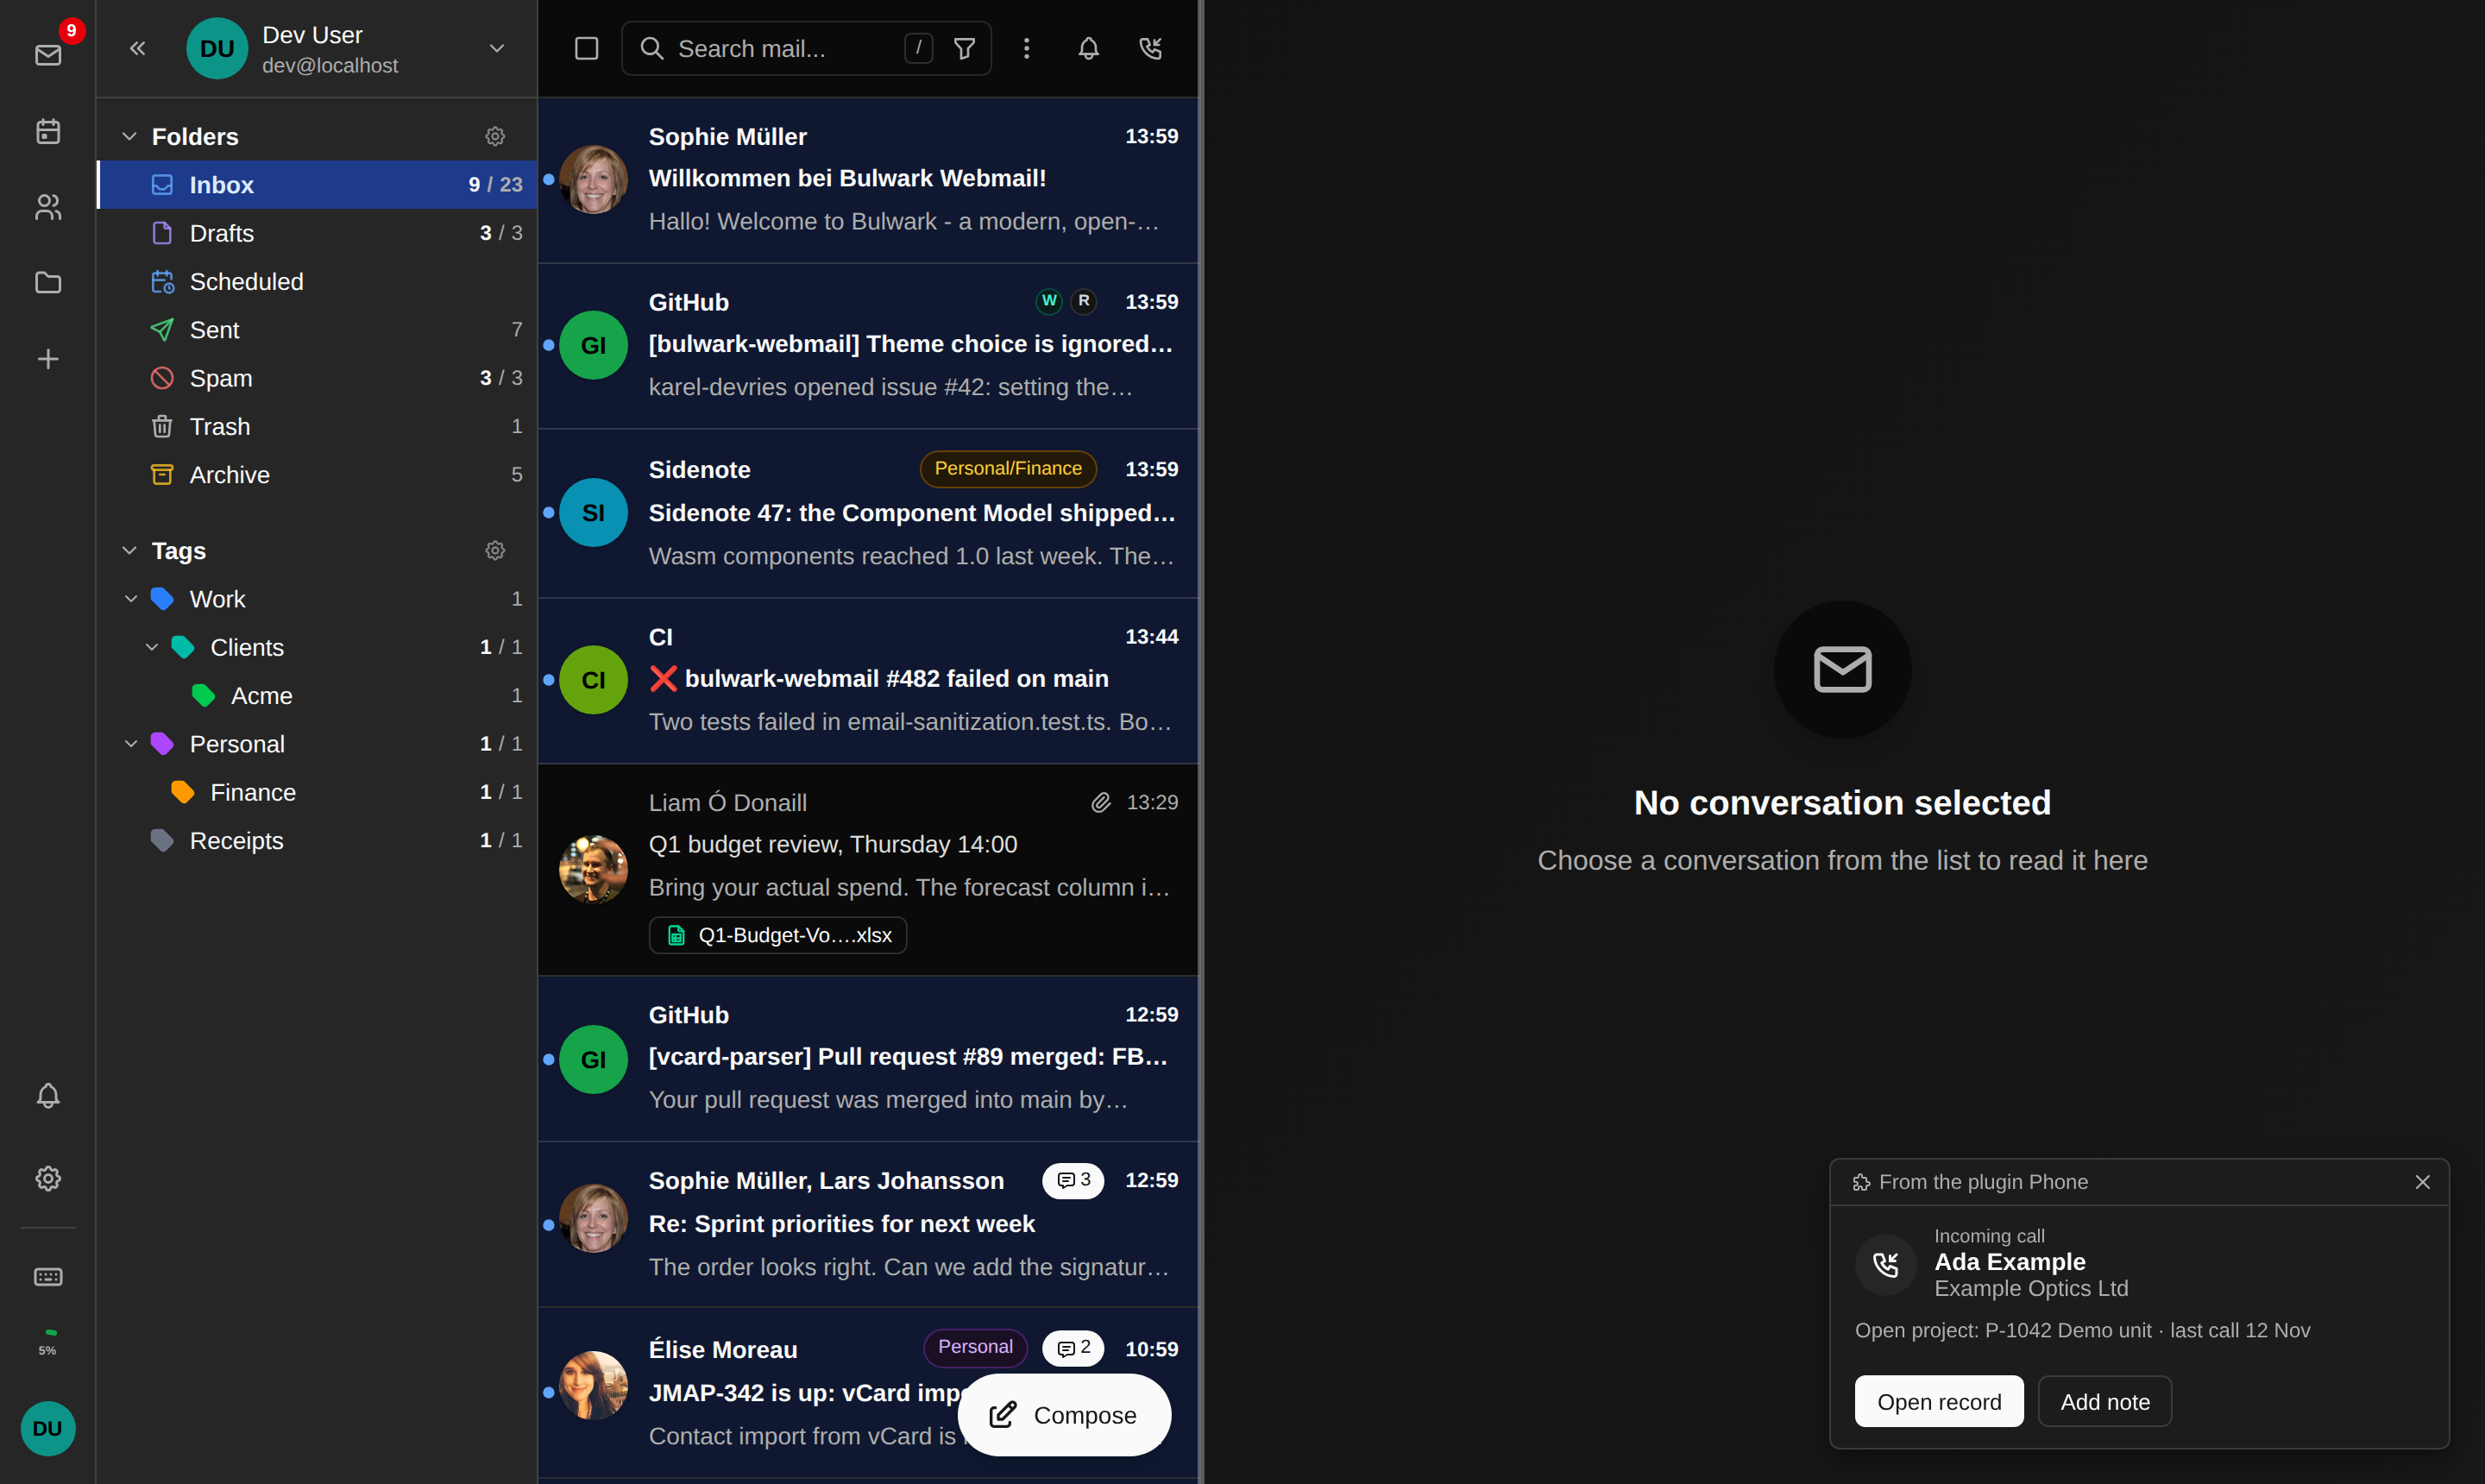 9
DU
Dev User
dev@localhost
Folders
Inbox 9 / 23
Drafts 3 / 3
Scheduled
Sent 7
Spam 3 / 3
Trash 1
Archive 5
Tags
Work 1
Clients 1 / 1
Acme 1
Personal 1 / 1
Finance 1 / 1
Receipts 1 / 1
5%
DU
Search mail... /
Sophie Müller 13:59
Willkommen bei Bulwark Webmail!
Hallo! Welcome to Bulwark - a modern, open-…
GI
GitHub W R 13:59
[bulwark-webmail] Theme choice is ignored…
karel-devries opened issue #42: setting the…
SI
Sidenote Personal/Finance 13:59
Sidenote 47: the Component Model shipped…
Wasm components reached 1.0 last week. The…
CI
CI 13:44
❌ bulwark-webmail #482 failed on main
Two tests failed in email-sanitization.test.ts. Bo…
Liam Ó Donaill 13:29
Q1 budget review, Thursday 14:00
Bring your actual spend. The forecast column i…
Q1-Budget-Vo….xlsx
GI
GitHub 12:59
[vcard-parser] Pull request #89 merged: FB…
Your pull request was merged into main by…
Sophie Müller, Lars Johansson 3 12:59
Re: Sprint priorities for next week
The order looks right. Can we add the signatur…
Élise Moreau Personal 2 10:59
JMAP-342 is up: vCard imp
Contact import from vCard is
Compose
No conversation selected
Choose a conversation from the list to read it here
From the plugin Phone
Incoming call
Ada Example
Example Optics Ltd
Open project: P-1042 Demo unit · last call 12 Nov
Open record
Add note